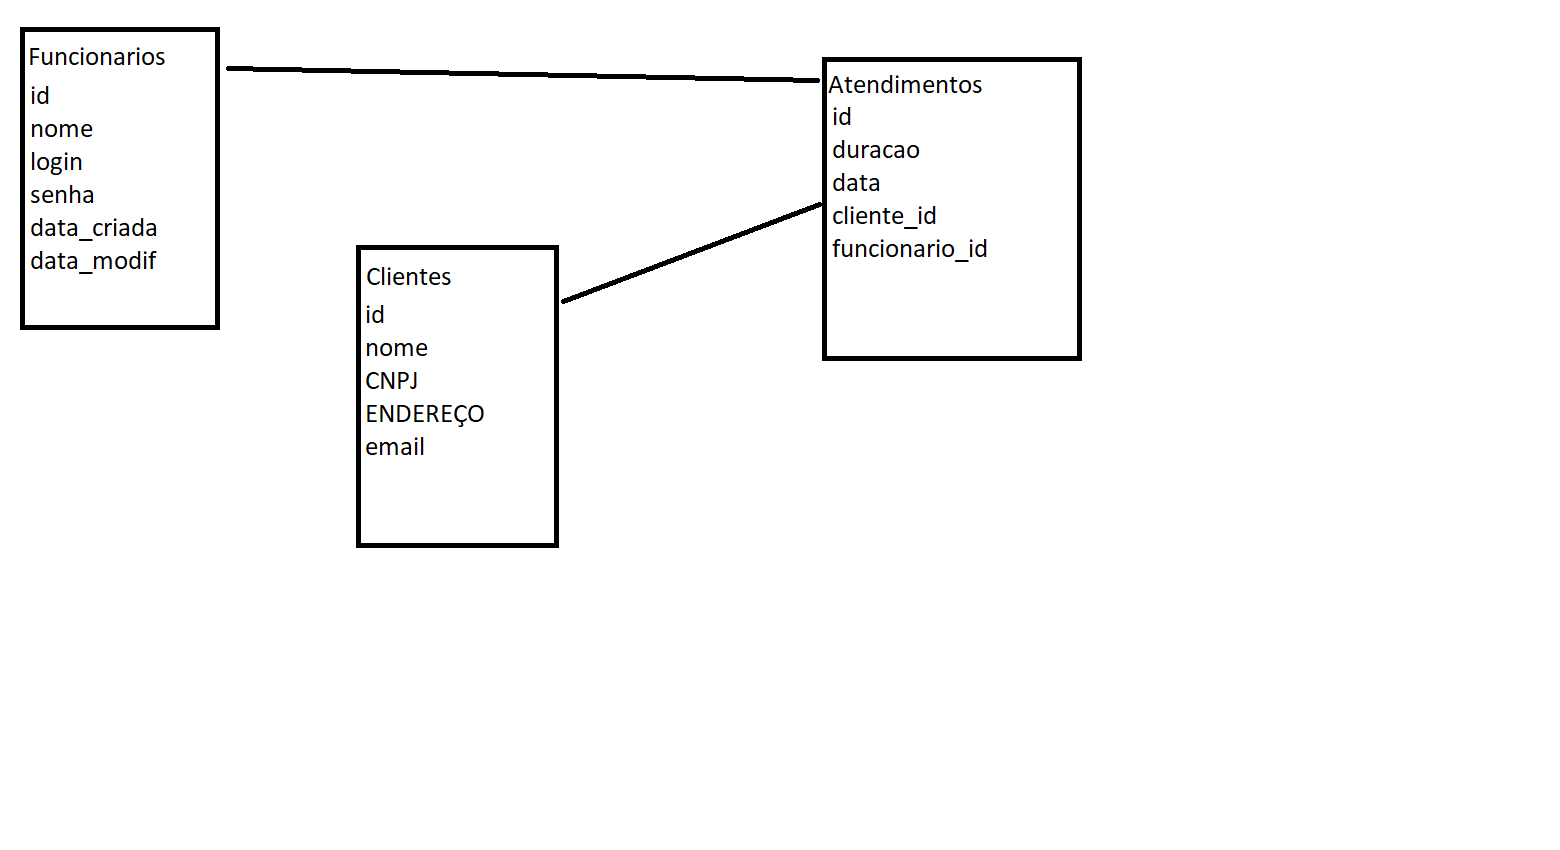 Funcionarios
id
nome
login
senha
data_criada
data_modif
Clientes
id
nome
CNPJ
ENDEREÇO
email
Atendimentos
id
duracao
data
cliente_id
funcionario_id